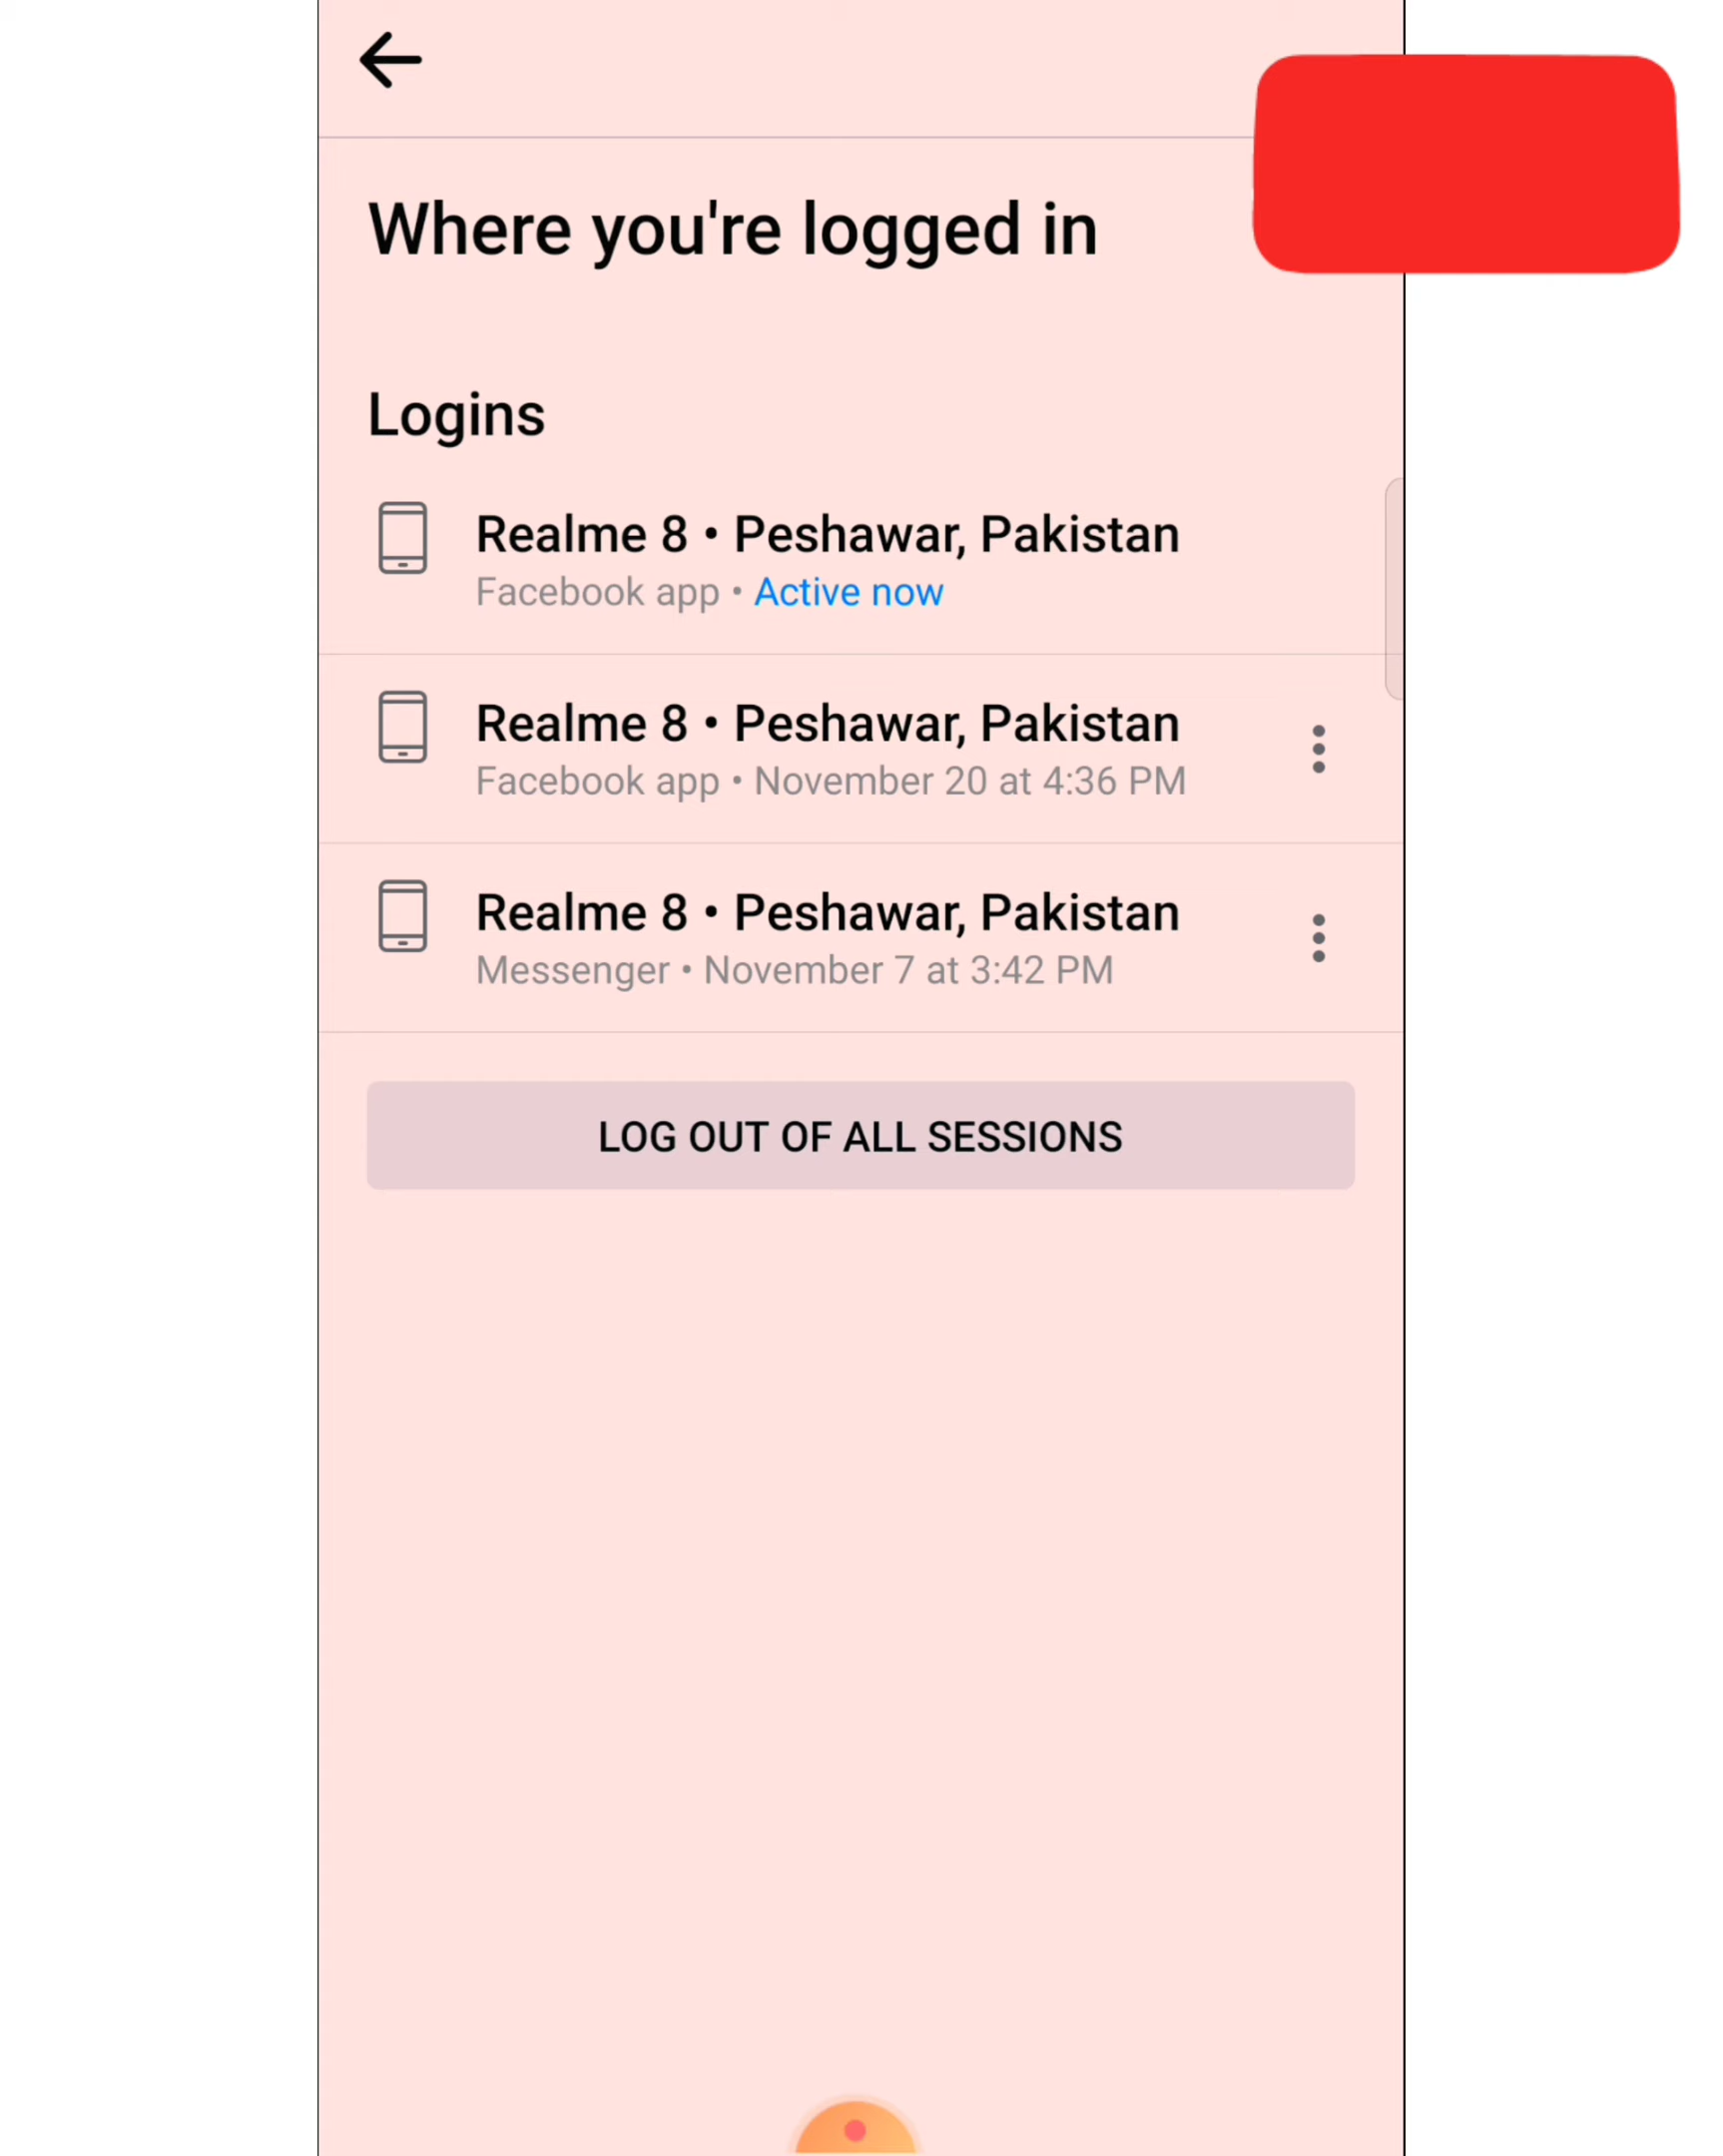 Where you're logged in
Logins
Realme 8 • Peshawar, Pakistan
Facebook app • Active now
Realme 8 • Peshawar, Pakistan
Facebook app • November 20 at 4:36 PM
Realme 8 • Peshawar, Pakistan
Messenger • November 7 at 3:42 PM
LOG OUT OF ALL SESSIONS